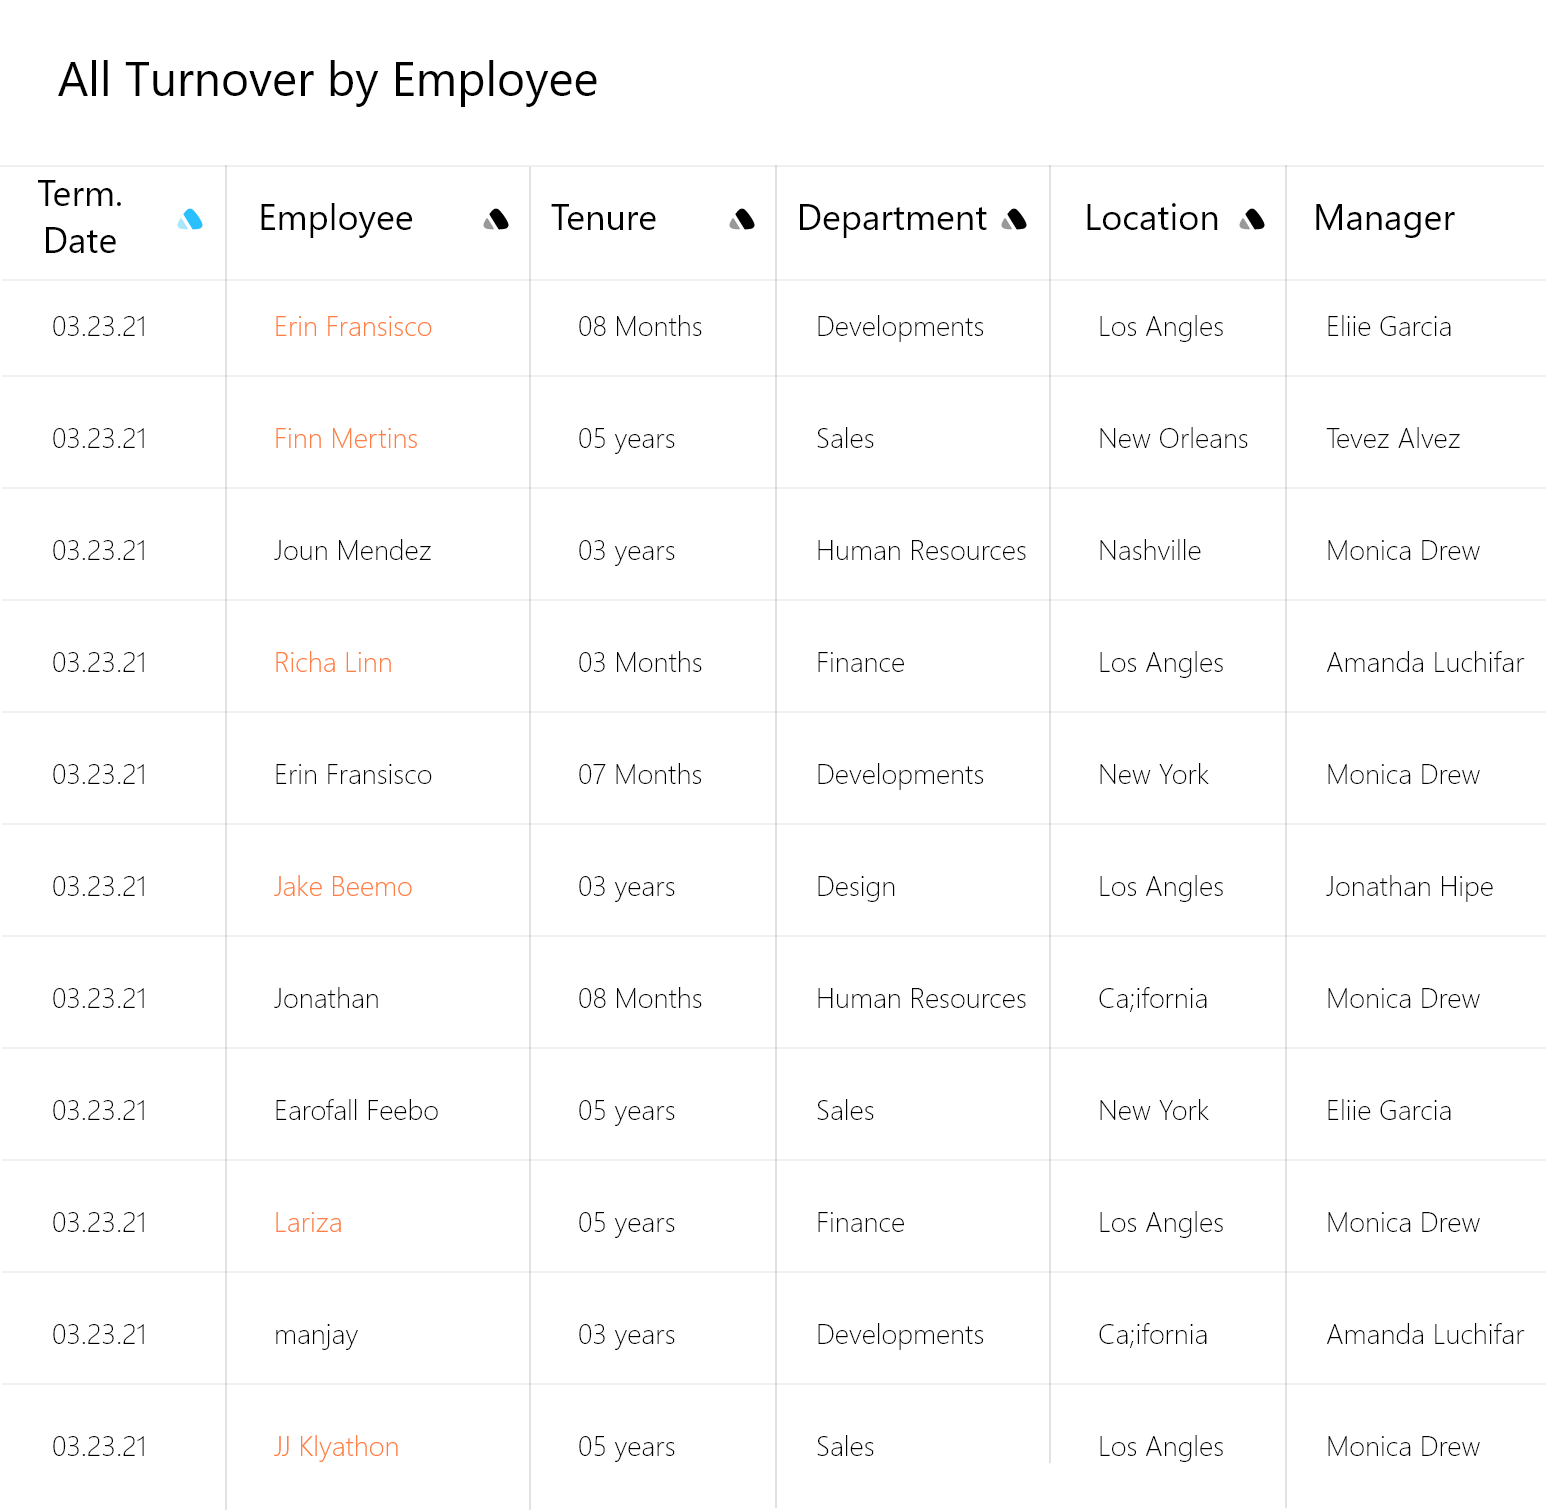 All Turnover by Employee
Term. Date Employee Tenure Department Location Manager
03.23.21 Erin Fransisco 08 Months Developments Los Angles Eliie Garcia
03.23.21 Finn Mertins 05 years Sales New Orleans Tevez Alvez
03.23.21 Joun Mendez 03 years Human Resources Nashville Monica Drew
03.23.21 Richa Linn 03 Months Finance Los Angles Amanda Luchifar
03.23.21 Erin Fransisco 07 Months Developments New York Monica Drew
03.23.21 Jake Beemo 03 years Design Los Angles Jonathan Hipe
03.23.21 Jonathan 08 Months Human Resources Ca;ifornia Monica Drew
03.23.21 Earofall Feebo 05 years Sales New York Eliie Garcia
03.23.21 Lariza 05 years Finance Los Angles Monica Drew
03.23.21 manjay 03 years Developments Ca;ifornia Amanda Luchifar
03.23.21 JJ Klyathon 05 years Sales Los Angles Monica Drew